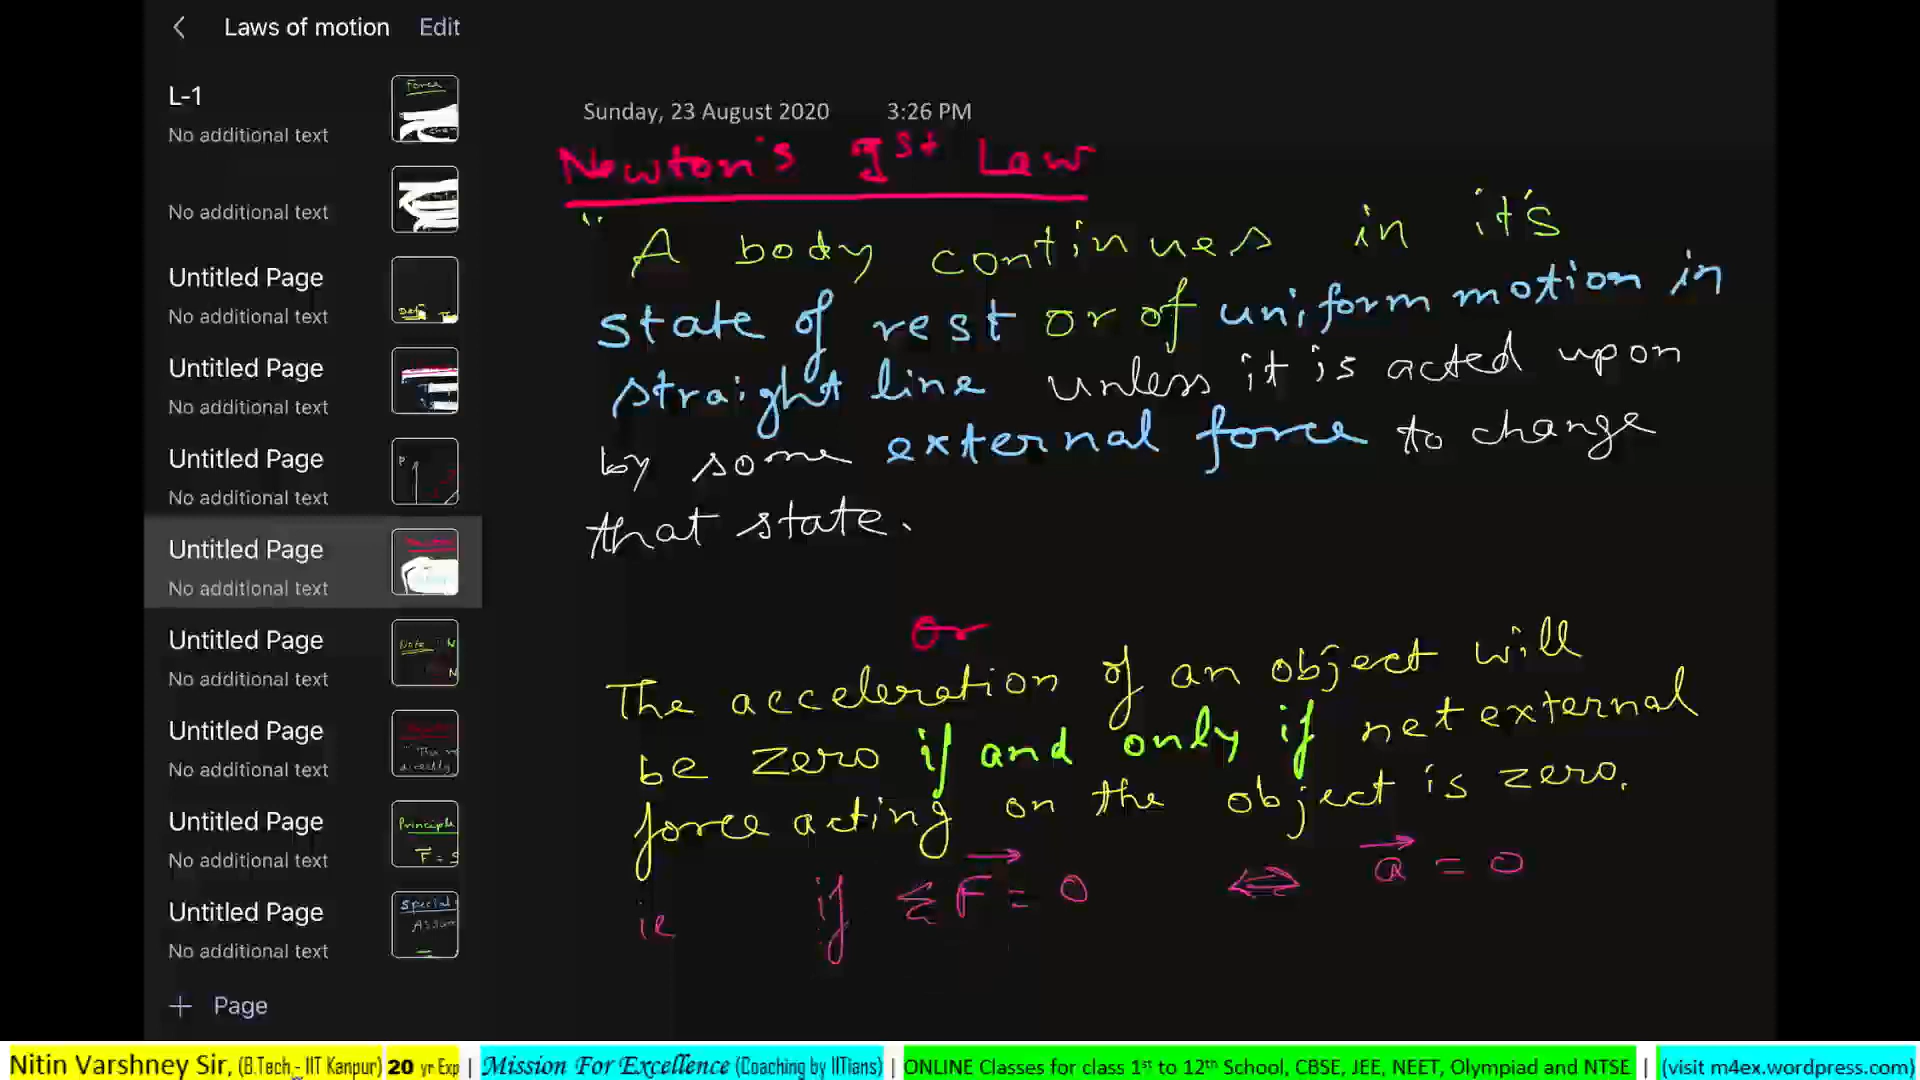 Laws of motion Edit
L-1
No additional text
Force
No additional text
Untitled Page
No additional text
Untitled Page
No additional text
Untitled Page
No additional text
P
Untitled Page
No additional text
Untitled Page
No additional text
Note N
N
Untitled Page
No additional text
Untitled Page
No additional text
Principle
F =
Untitled Page
No additional text
Special
Assum
+ Page
Sunday, 23 August 2020 3:26 PM
Newton's 1st Law
" A body continues in it's
state of rest or of uniform motion in
straight line unless it is acted upon
by some external force to change
that state.
Or
The acceleration of an object will
be zero if and only if net external
force acting on the object is zero.
ie if Σ F⃗ = 0 ⇔ a⃗ = 0
Nitin Varshney Sir, (B.Tech.- IIT Kanpur) 20 yr Exp | Mission For Excellence (Coaching by IITians) | ONLINE Classes for class 1st to 12th School, CBSE, JEE, NEET, Olympiad and NTSE | (visit m4ex.wordpress.com)